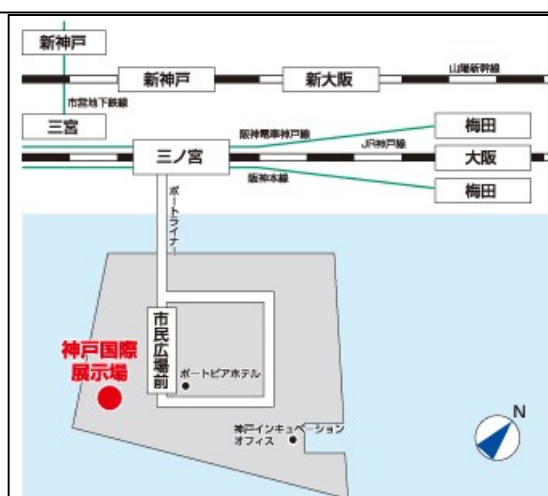 新神戸
新神戸
新大阪
山陽新幹線
市営地下鉄線
三宮
阪神電車神戸線
梅田
JR神戸線
三ノ宮
大阪
阪神本線
梅田
ポートライナー
市民広場前
神戸国際
展示場
ポートピアホテル
神戸インキュベーション
オフィス
N